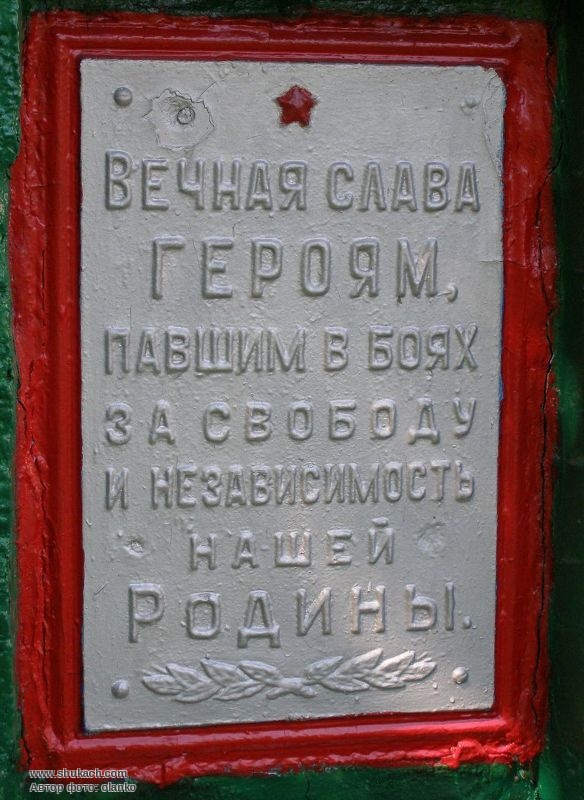 Вечная слава
героям,
павшим в боях
за свободу
и независимость
нашей
Родины.
www.shukach.com
Автор фото: olanko